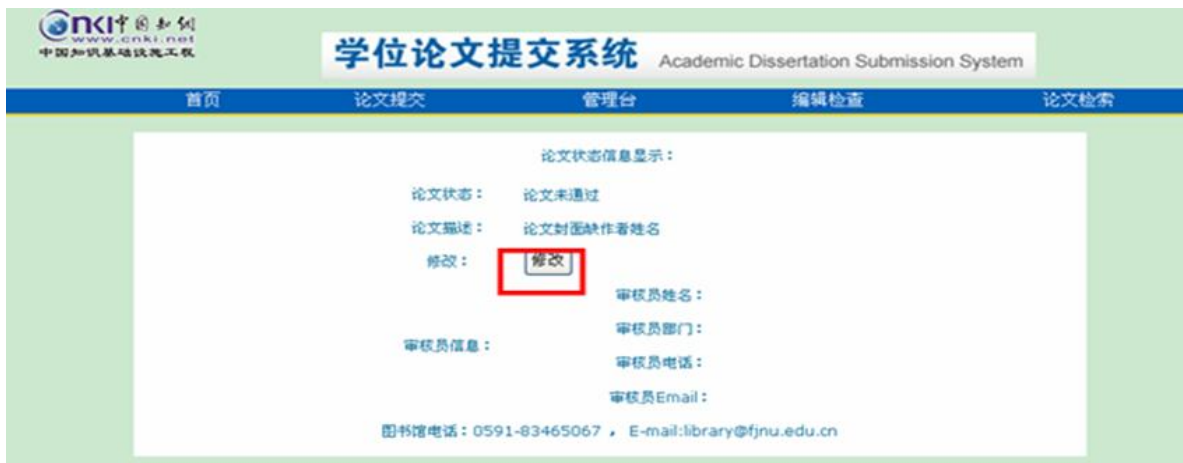 cnki中国知网
www.cnki.net
中国知识基础设施工程
学位论文提交系统 Academic Dissertation Submission System
首页 论文提交 管理台 编辑检查 论文检索
论文状态信息显示：
论文状态： 论文未通过
论文描述： 论文封面缺作者姓名
修改： 修改
审核员姓名：
审核员部门：
审核员信息：
审核员电话：
审核员Email：
图书馆电话：0591-83465067 ， E-mail:library@fjnu.edu.cn